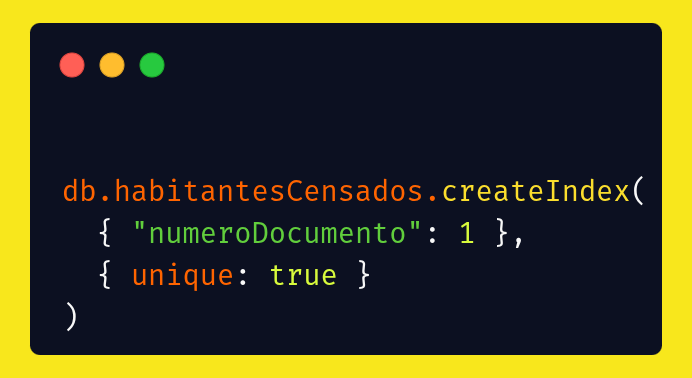 db.habitantesCensados.createIndex(
  { "numeroDocumento": 1 },
  { unique: true }
)